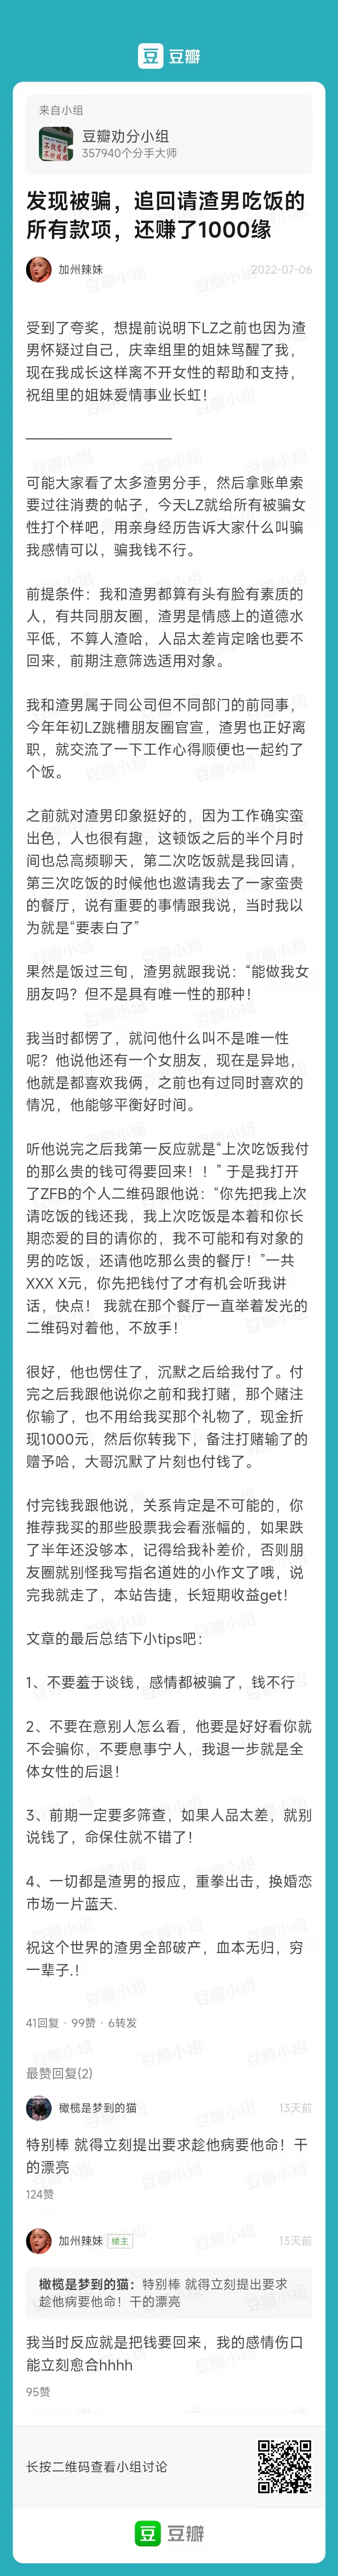 豆 豆瓣
来自小组
豆瓣劝分小组
357940个分手大师
发现被骗，追回请渣男吃饭的
所有款项，还赚了1000缘
加州辣妹
2022-07-06
受到了夸奖，想提前说明下LZ之前也因为渣
男怀疑过自己，庆幸组里的姐妹骂醒了我，
现在我成长这样离不开女性的帮助和支持，
祝组里的姐妹爱情事业长虹！
——————————
可能大家看了太多渣男分手，然后拿账单索
要过往消费的帖子，今天LZ就给所有被骗女
性打个样吧，用亲身经历告诉大家什么叫骗
我感情可以，骗我钱不行。
前提条件：我和渣男都算有头有脸有素质的
人，有共同朋友圈，渣男是情感上的道德水
平低，不算人渣哈，人品太差肯定啥也要不
回来，前期注意筛选适用对象。
我和渣男属于同公司但不同部门的前同事，
今年年初LZ跳槽朋友圈官宣，渣男也正好离
职，就交流了一下工作心得顺便也一起约了
个饭。
之前就对渣男印象挺好的，因为工作确实蛮
出色，人也很有趣，这顿饭之后的半个月时
间也总高频聊天，第二次吃饭就是我回请，
第三次吃饭的时候他也邀请我去了一家蛮贵
的餐厅，说有重要的事情跟我说，当时我以
为就是“要表白了”
果然是饭过三旬，渣男就跟我说：“能做我女
朋友吗？但不是具有唯一性的那种！
我当时都愣了，就问他什么叫不是唯一性
呢？他说他还有一个女朋友，现在是异地，
他就是都喜欢我俩，之前也有过同时喜欢的
情况，他能够平衡好时间。
听他说完之后我第一反应就是“上次吃饭我付
的那么贵的钱可得要回来！！” 于是我打开
了ZFB的个人二维码跟他说：“你先把我上次
请吃饭的钱还我，我上次吃饭是本着和你长
期恋爱的目的请你的，我不可能和有对象的
男的吃饭，还请他吃那么贵的餐厅！”一共
XXX X元，你先把钱付了才有机会听我讲
话，快点！ 我就在那个餐厅一直举着发光的
二维码对着他，不放手！
很好，他也愣住了，沉默之后给我付了。付
完之后我跟他说你之前和我打赌，那个赌注
你输了，也不用给我买那个礼物了，现金折
现1000元，然后你转我下，备注打赌输了的
赠予哈，大哥沉默了片刻也付钱了。
付完钱我跟他说，关系肯定是不可能的，你
推荐我买的那些股票我会看涨幅的，如果跌
了半年还没够本，记得给我补差价，否则朋
友圈就别怪我写指名道姓的小作文了哦，说
完我就走了，本站告捷，长短期收益get！
文章的最后总结下小tips吧：
1、不要羞于谈钱，感情都被骗了，钱不行
2、不要在意别人怎么看，他要是好好看你就
不会骗你，不要息事宁人，我退一步就是全
体女性的后退！
3、前期一定要多筛查，如果人品太差，就别
说钱了，命保住就不错了！
4、一切都是渣男的报应，重拳出击，换婚恋
市场一片蓝天.
祝这个世界的渣男全部破产，血本无归，穷
一辈子.！
41回复 · 99赞 · 6转发
最赞回复(2)
橄榄是梦到的猫
13天前
特别棒 就得立刻提出要求趁他病要他命！干
的漂亮
124赞
加州辣妹 楼主
13天前
橄榄是梦到的猫：特别棒 就得立刻提出要求
趁他病要他命！干的漂亮
我当时反应就是把钱要回来，我的感情伤口
能立刻愈合hhhh
95赞
长按二维码查看小组讨论
豆 豆瓣